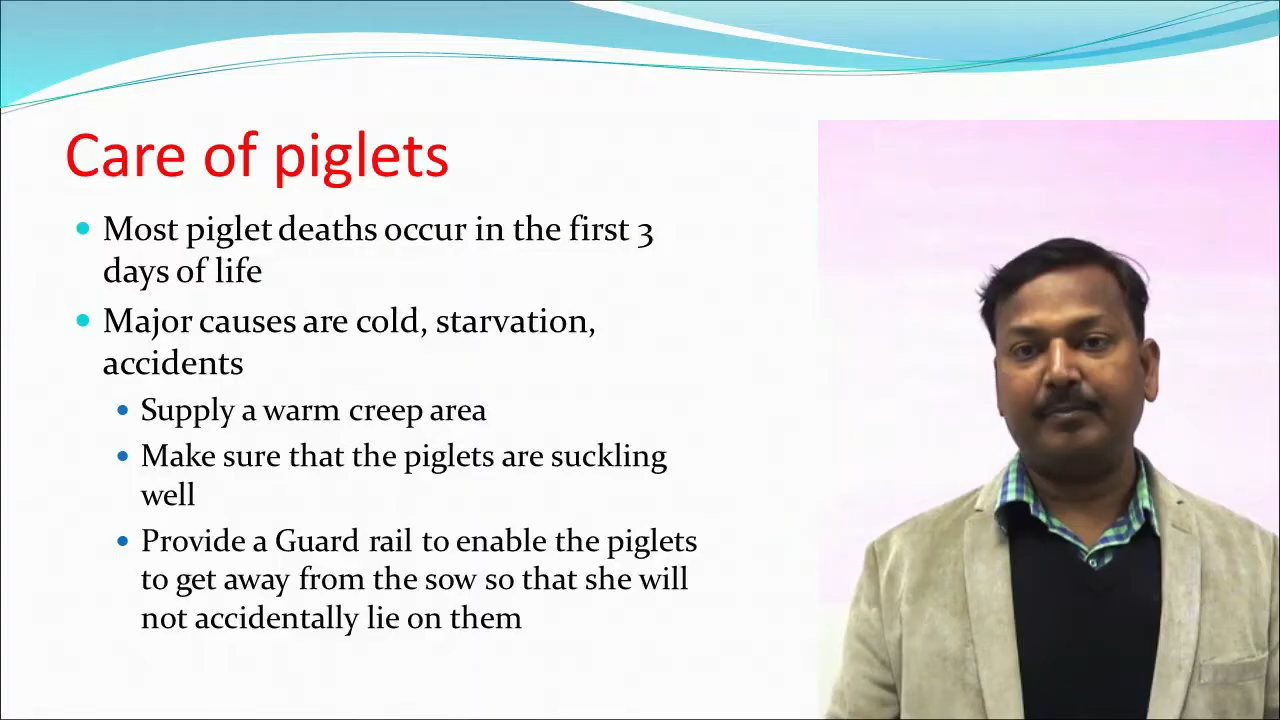 Care of piglets
• Most piglet deaths occur in the first 3
days of life
• Major causes are cold, starvation,
accidents
• Supply a warm creep area
• Make sure that the piglets are suckling
well
• Provide a Guard rail to enable the piglets
to get away from the sow so that she will
not accidentally lie on them